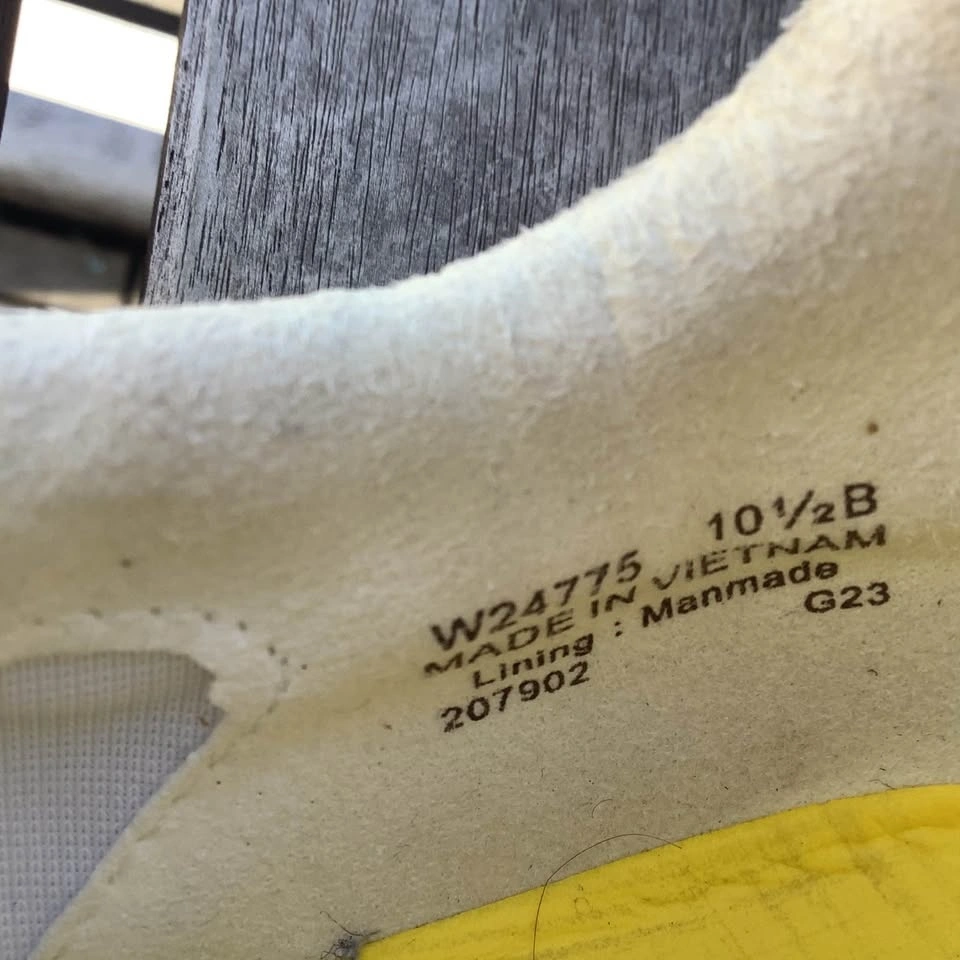 W24775 10½B
MADE IN VIETNAM
Lining : Manmade
207902 G23